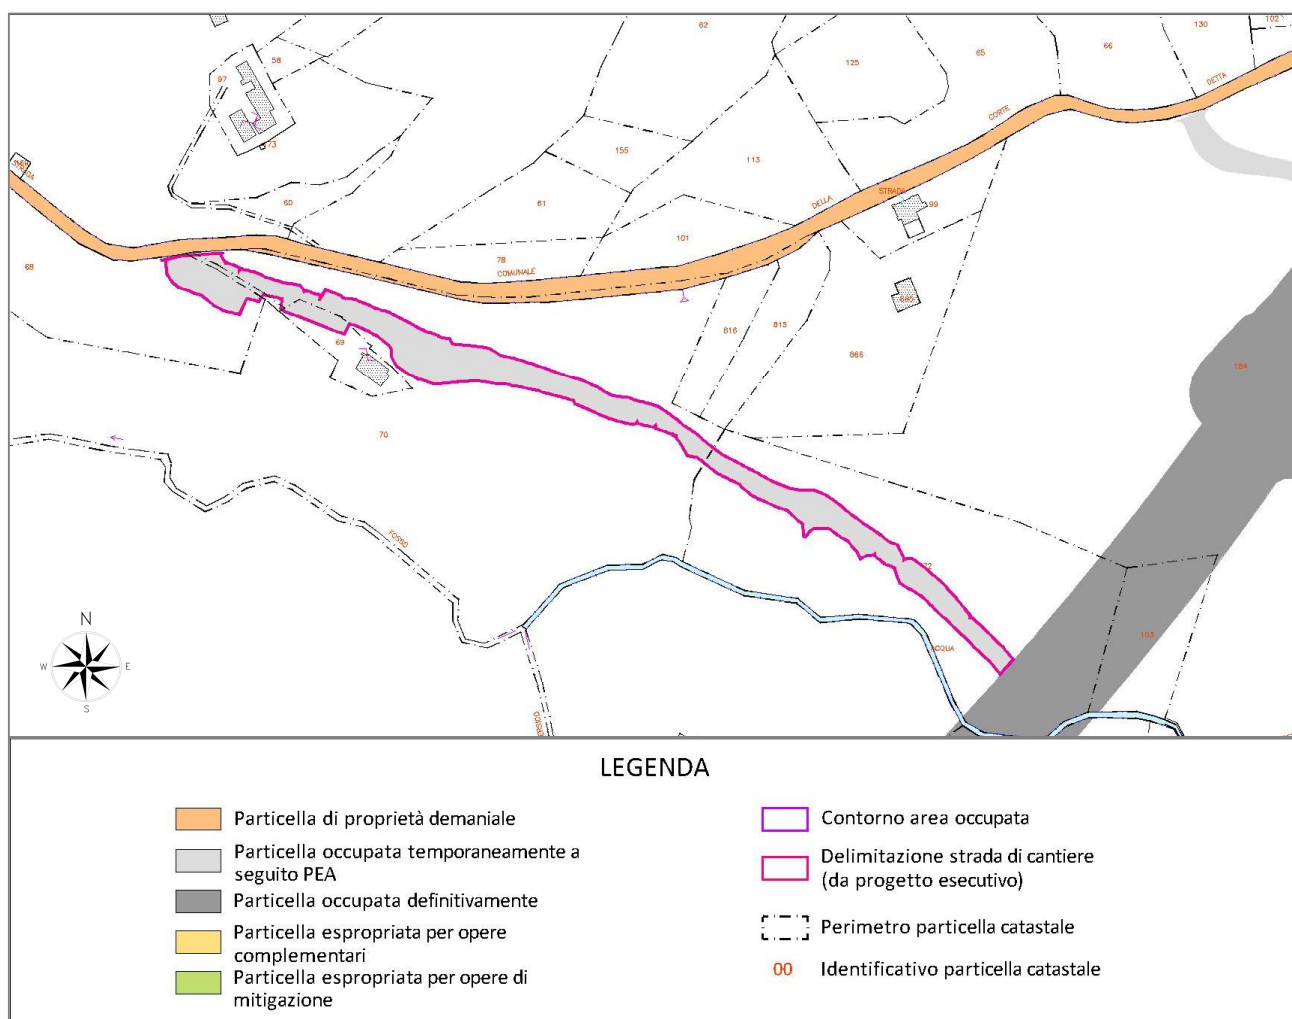 62
130
102
66
65
125
58
97
73
DETTA
CORTE
155
113
166
STRADA
STRADA
99
DELLA
60
61
101
78
COMUNALE
68
816
815
69
866
184
70
FOSSO
72
103
ACQUA
N
W
E
S
LEGENDA
Particella di proprietà demaniale
Particella occupata temporaneamente a
seguito PEA
Particella occupata definitivamente
Particella espropriata per opere
complementari
Particella espropriata per opere di
mitigazione
Contorno area occupata
Delimitazione strada di cantiere
(da progetto esecutivo)
Perimetro particella catastale
00 Identificativo particella catastale